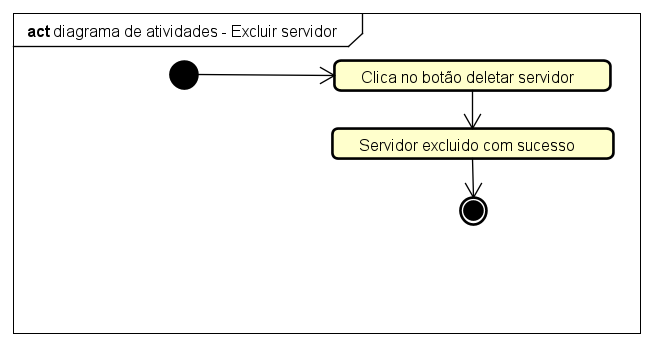 act diagrama de atividades - Excluir servidor
Clica no botão deletar servidor
Servidor excluido com sucesso